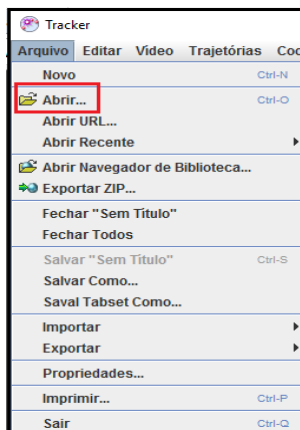 Tracker
Arquivo Editar Video Trajetórias Coo
Novo Ctrl-N
Abrir... Ctrl-O
Abrir URL...
Abrir Recente
Abrir Navegador de Biblioteca...
Exportar ZIP...
Fechar "Sem Título"
Fechar Todos
Salvar "Sem Título" Ctrl-S
Salvar Como...
Saval Tabset Como...
Importar
Exportar
Propriedades...
Imprimir... Ctrl-P
Sair Ctrl-Q